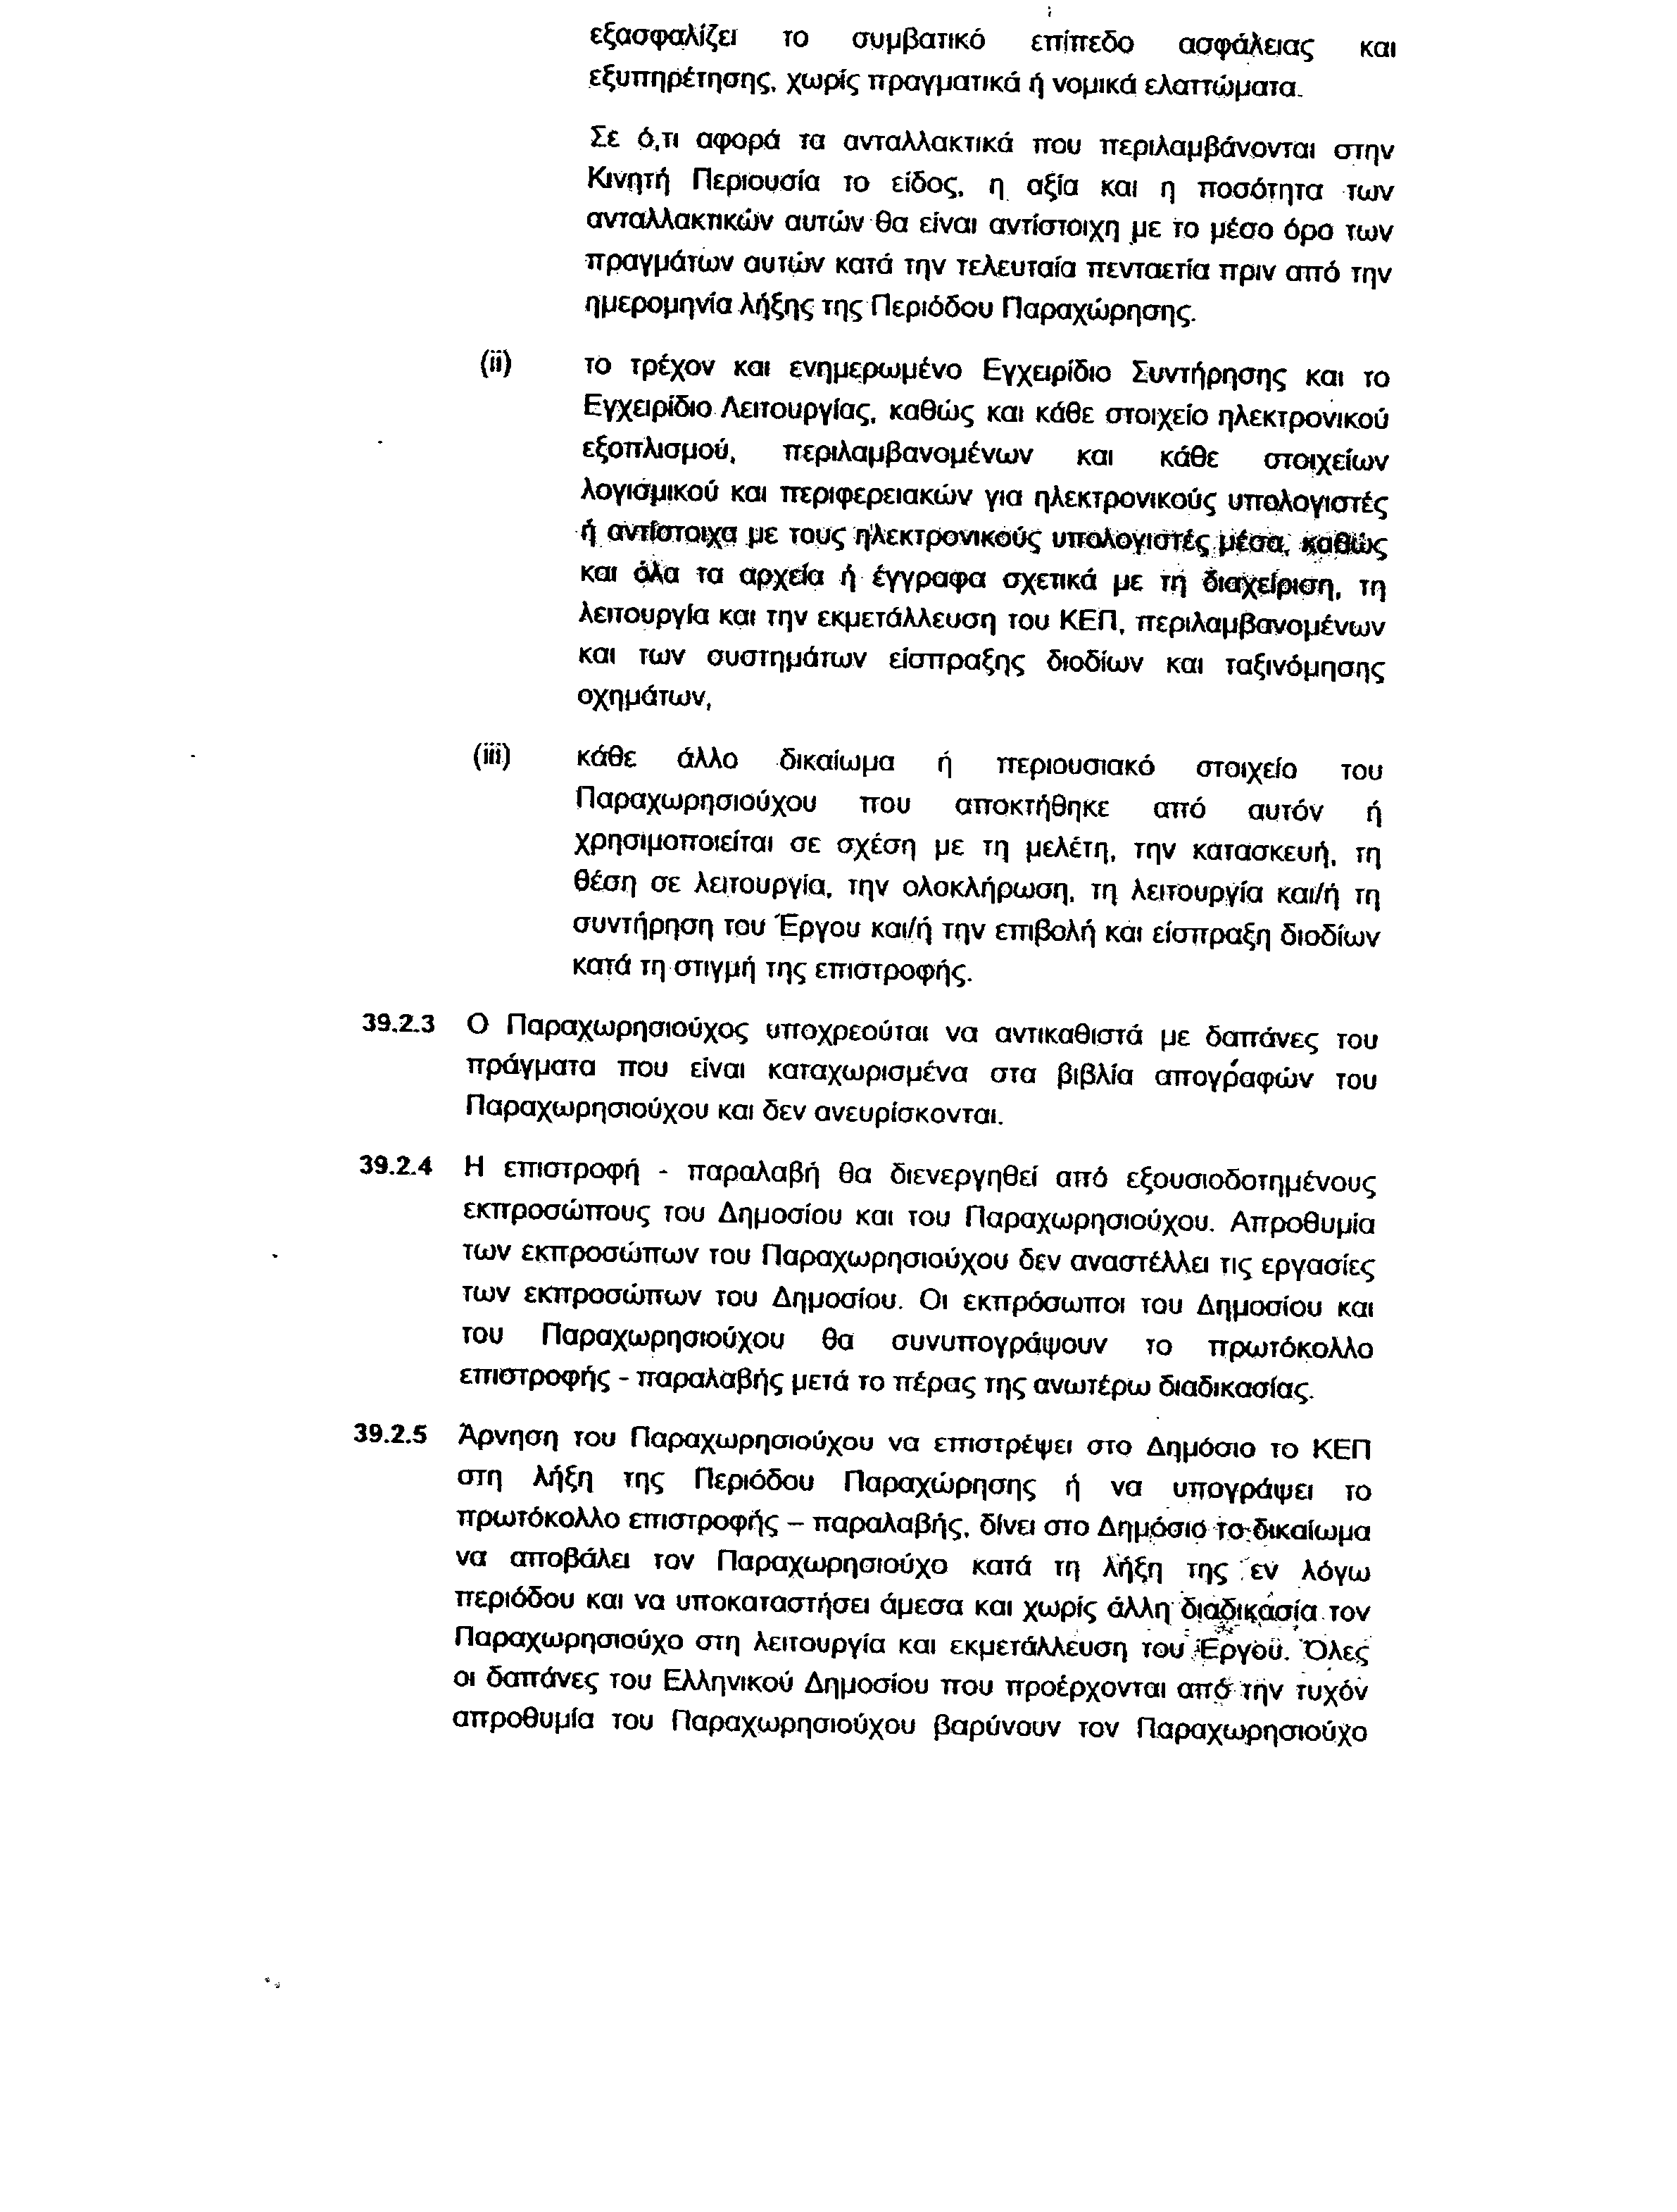 εξασφαλίζει το συμβατικό επίπεδο ασφάλειας και
εξυπηρέτησης, χωρίς πραγματικά ή νομικά ελαττώματα.
Σε ό,τι αφορά τα ανταλλακτικά που περιλαμβάνονται στην
Κινητή Περιουσία το είδος, η αξία και η ποσότητα των
ανταλλακτικών αυτών θα είναι αντίστοιχη με το μέσο όρο των
πραγμάτων αυτών κατά την τελευταία πενταετία πριν από την
ημερομηνία λήξης της Περιόδου Παραχώρησης.
(ii) το τρέχον και ενημερωμένο Εγχειρίδιο Συντήρησης και το
Εγχειρίδιο Λειτουργίας, καθώς και κάθε στοιχείο ηλεκτρονικού
εξοπλισμού, περιλαμβανομένων και κάθε στοιχείων
λογισμικού και περιφερειακών για ηλεκτρονικούς υπολογιστές
ή αντίστοιχα με τους ηλεκτρονικούς υπολογιστές μέσα, καθώς
και όλα τα αρχεία ή έγγραφα σχετικά με τη διαχείριση, τη
λειτουργία και την εκμετάλλευση του ΚΕΠ, περιλαμβανομένων
και των συστημάτων είσπραξης διοδίων και ταξινόμησης
οχημάτων,
(iii) κάθε άλλο δικαίωμα ή περιουσιακό στοιχείο του
Παραχωρησιούχου που αποκτήθηκε από αυτόν ή
χρησιμοποιείται σε σχέση με τη μελέτη, την κατασκευή, τη
θέση σε λειτουργία, την ολοκλήρωση, τη λειτουργία και/ή τη
συντήρηση του Έργου και/ή την επιβολή και είσπραξη διοδίων
κατά τη στιγμή της επιστροφής.
39.2.3 Ο Παραχωρησιούχος υποχρεούται να αντικαθιστά με δαπάνες του
πράγματα που είναι καταχωρισμένα στα βιβλία απογραφών του
Παραχωρησιούχου και δεν ανευρίσκονται.
39.2.4 Η επιστροφή - παραλαβή θα διενεργηθεί από εξουσιοδοτημένους
εκπροσώπους του Δημοσίου και του Παραχωρησιούχου. Απροθυμία
των εκπροσώπων του Παραχωρησιούχου δεν αναστέλλει τις εργασίες
των εκπροσώπων του Δημοσίου. Οι εκπρόσωποι του Δημοσίου και
του Παραχωρησιούχου θα συνυπογράψουν το πρωτόκολλο
επιστροφής - παραλαβής μετά το πέρας της ανωτέρω διαδικασίας.
39.2.5 Άρνηση του Παραχωρησιούχου να επιστρέψει στο Δημόσιο το ΚΕΠ
στη λήξη της Περιόδου Παραχώρησης ή να υπογράψει το
πρωτόκολλο επιστροφής – παραλαβής, δίνει στο Δημόσιο το δικαίωμα
να αποβάλει τον Παραχωρησιούχο κατά τη λήξη της εν λόγω
περιόδου και να υποκαταστήσει άμεσα και χωρίς άλλη διαδικασία τον
Παραχωρησιούχο στη λειτουργία και εκμετάλλευση του Έργου. Όλες
οι δαπάνες του Ελληνικού Δημοσίου που προέρχονται από την τυχόν
απροθυμία του Παραχωρησιούχου βαρύνουν τον Παραχωρησιούχο